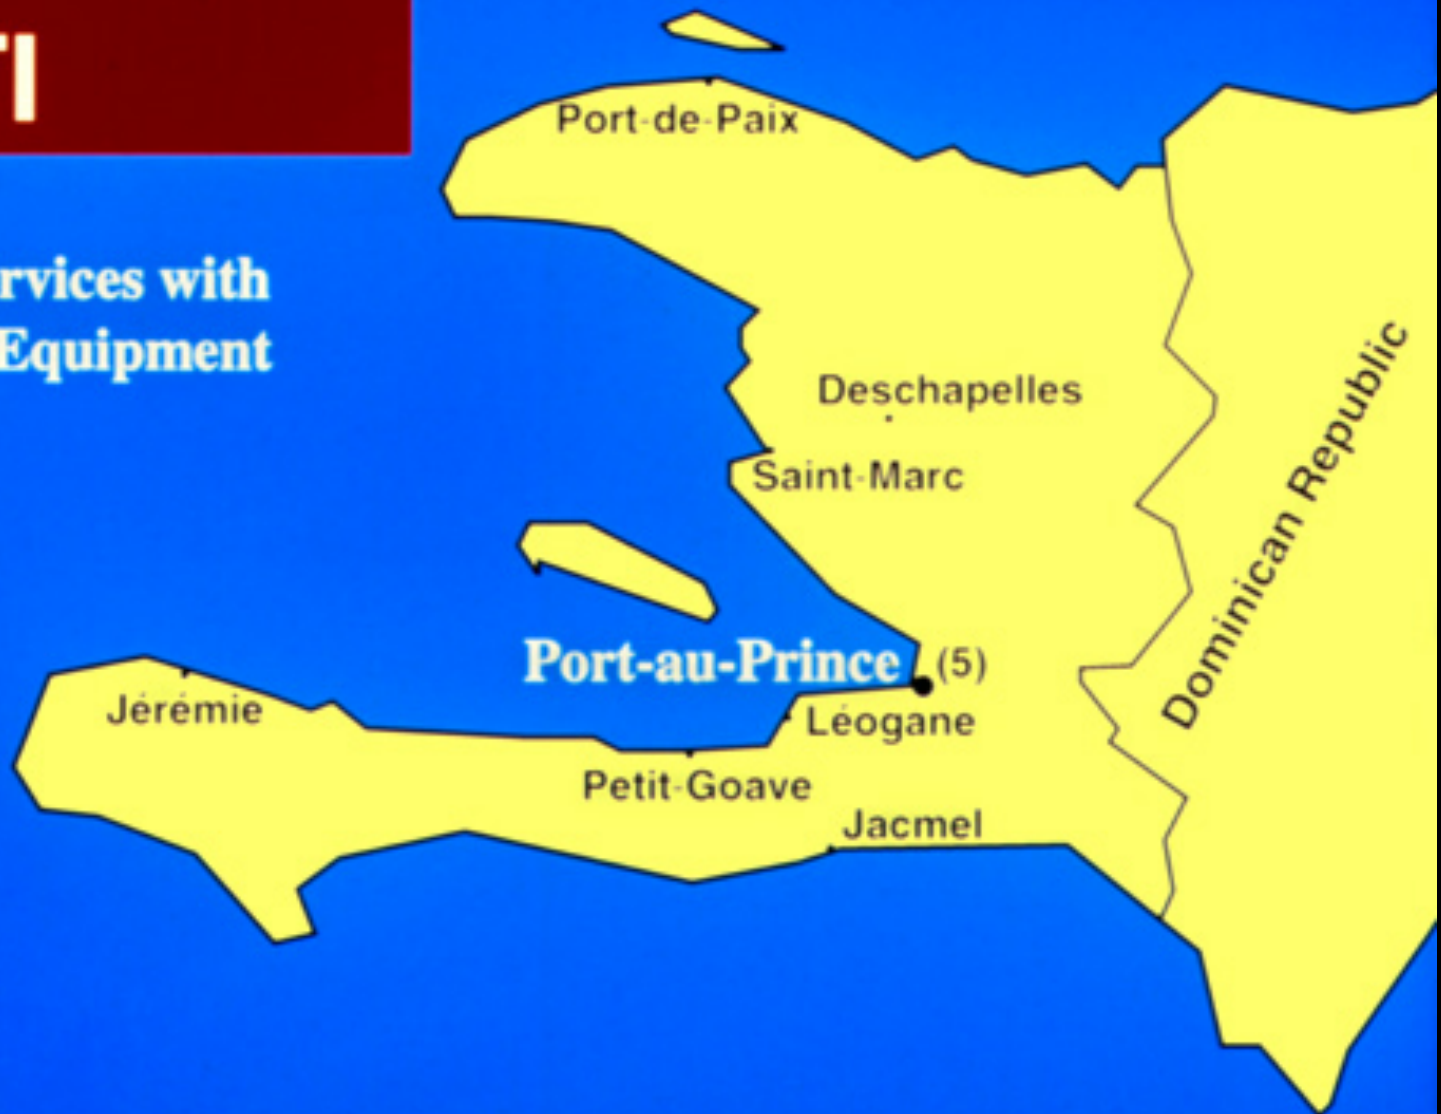 TI
rvices with
Equipment
Port-de-Paix
Deschapelles
Saint-Marc
Port-au-Prince (5)
Jérémie
Léogane
Petit-Goave
Jacmel
Dominican Republic